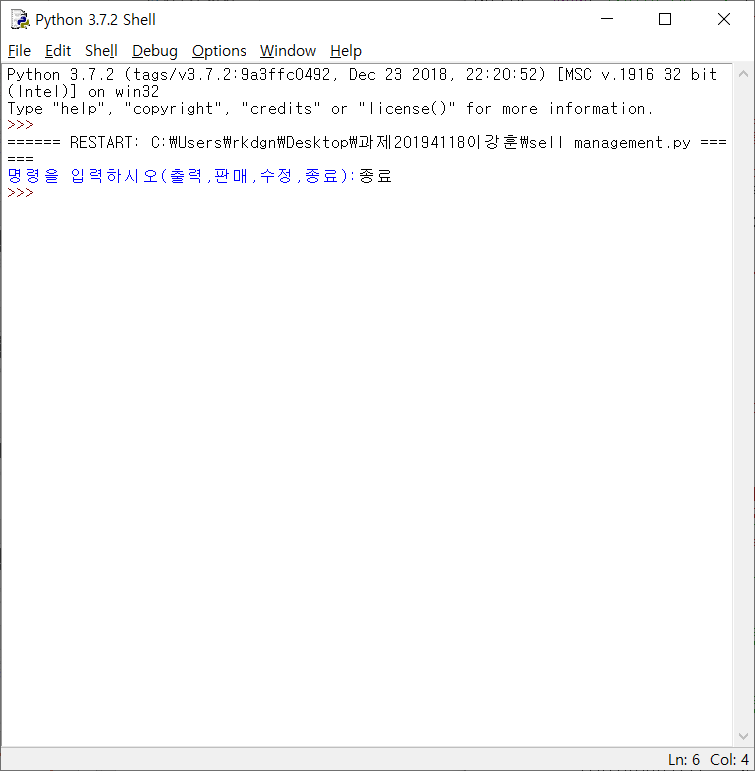 Python 3.7.2 Shell
File Edit Shell Debug Options Window Help
Python 3.7.2 (tags/v3.7.2:9a3ffc0492, Dec 23 2018, 22:20:52) [MSC v.1916 32 bit
(Intel)] on win32
Type "help", "copyright", "credits" or "license()" for more information.
>>>
====== RESTART: C:₩Users₩rkdgn₩Desktop₩과제201941180이강훈₩sell management.py ===
===
명령을 입력하시오(출력,판매,수정,종료):종료
>>>
Ln: 6 Col: 4